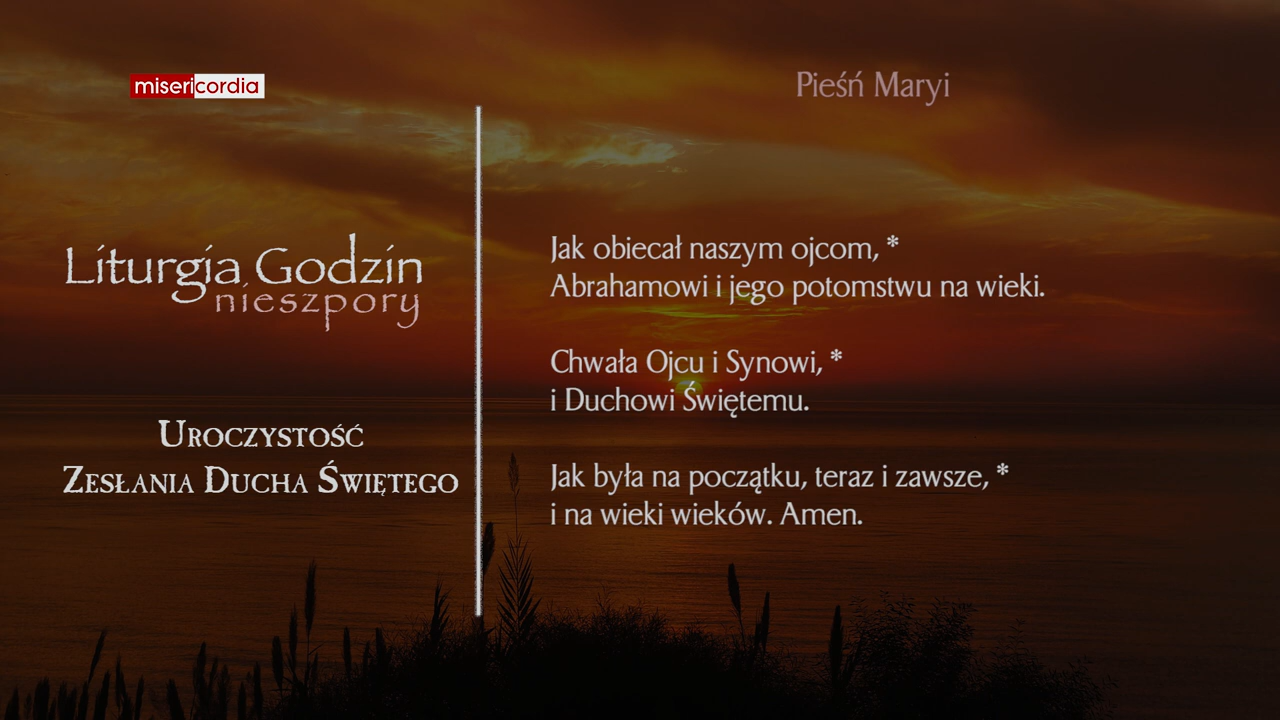 misericordia
Liturgia Godzin
nieszpory
Uroczystość
Zesłania Ducha Świętego
Pieśń Maryi
Jak obiecał naszym ojcom, *
Abrahamowi i jego potomstwu na wieki.
Chwała Ojcu i Synowi, *
i Duchowi Świętemu.
Jak była na początku, teraz i zawsze, *
i na wieki wieków. Amen.